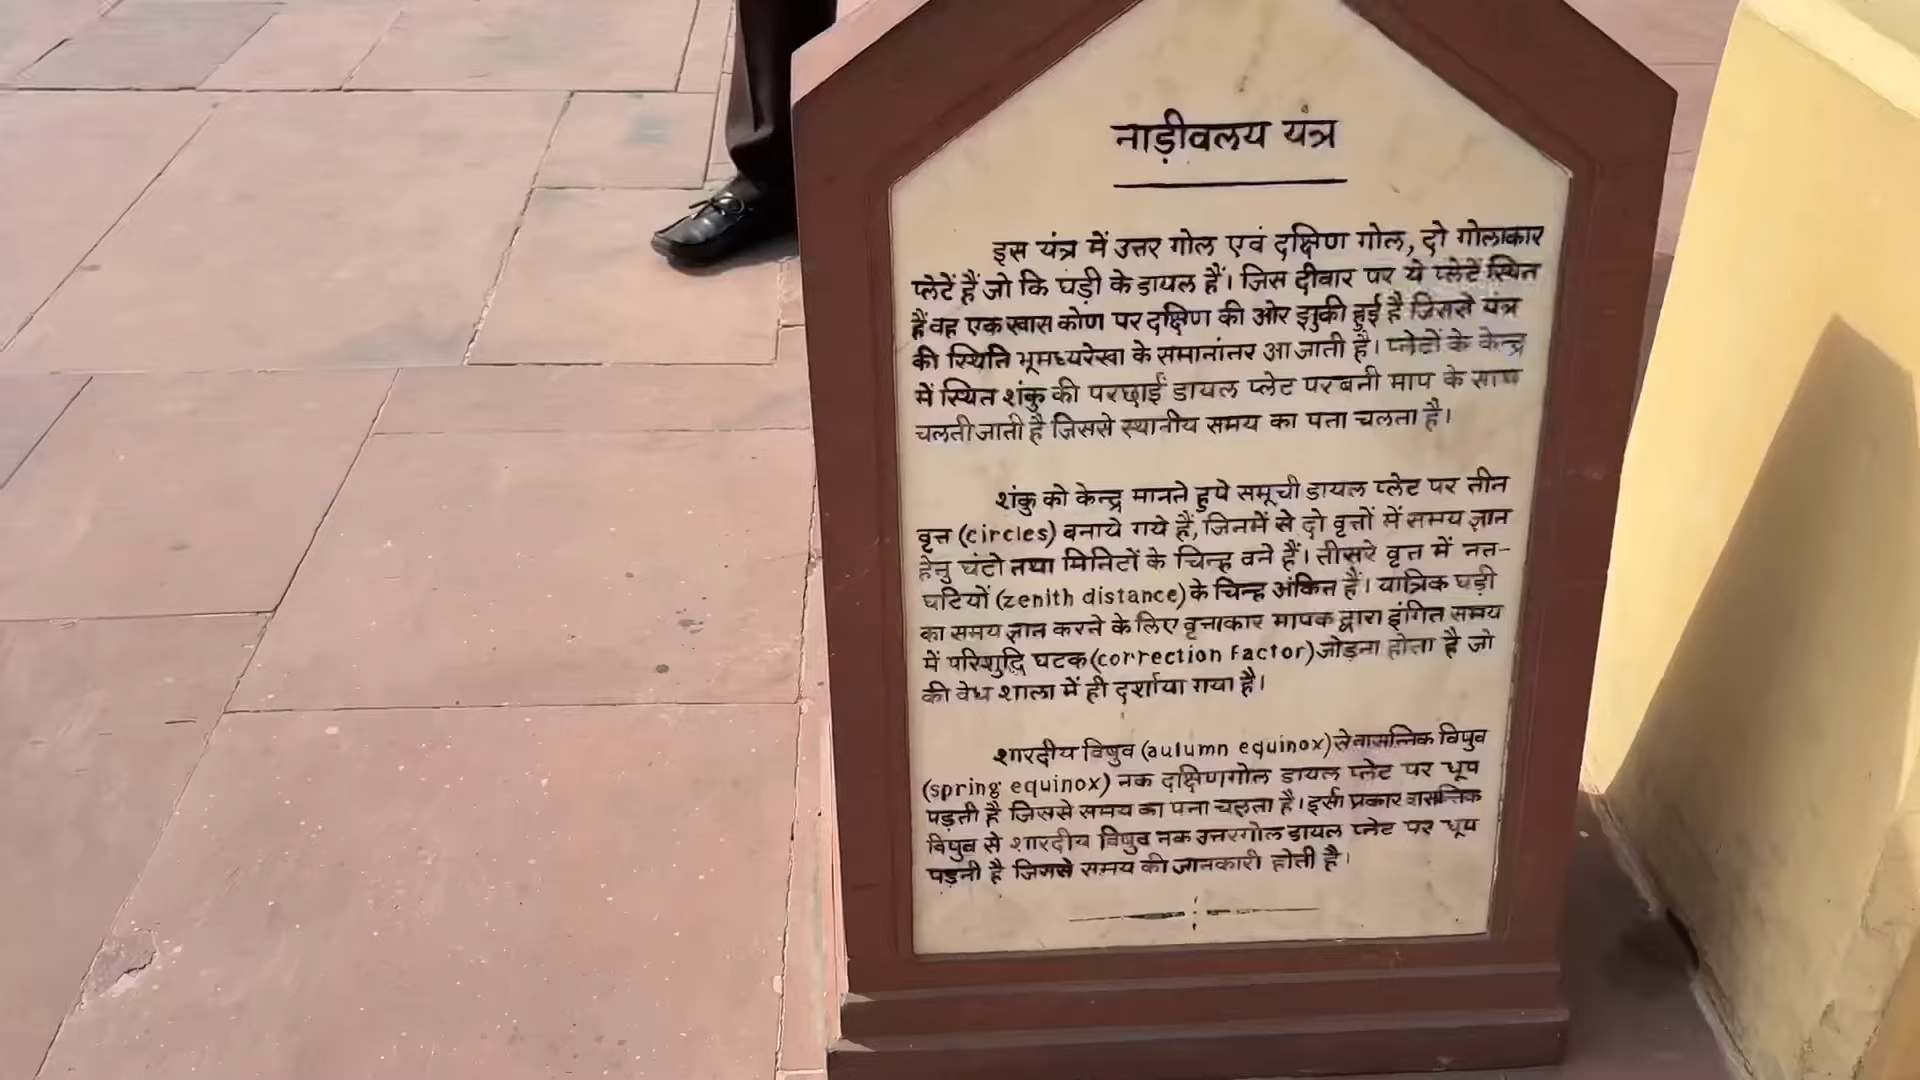 नाड़ीवलय यंत्र
इस यंत्र में उत्तर गोल एवं दक्षिण गोल, दो गोलाकार
प्लेटें हैं जो कि घड़ी के डायल हैं। जिस दीवार पर ये प्लेटें स्थित
हैं वह एक खास कोण पर दक्षिण की ओर झुकी हुई है जिससे यंत्र
की स्थिति भूमध्यरेखा के समानांतर आ जाती है। प्लेटों के केन्द्र
में स्थित शंकु की परछाईं डायल प्लेट पर बनी माप के साथ
चलती जाती है जिससे स्थानीय समय का पता चलता है।
शंकु को केन्द्र मानते हुये समूची डायल प्लेट पर तीन
वृत्त (circles) बनाये गये हैं, जिनमें से दो वृत्तों में समय ज्ञान
हेतु घंटो तथा मिनिटों के चिन्ह बने हैं। तीसरे वृत्त में नत-
घटियों (zenith distance) के चिन्ह अंकित हैं। यांत्रिक घड़ी
का समय ज्ञात करने के लिए वृत्ताकार मापक द्वारा इंगित समय
में परिशुद्धि घटक (correction Factor) जोड़ना होता है जो
की वेध शाला में ही दर्शाया गया है।
शारदीय विषुव (aulumn equinox) से वासन्तिक विषुव
(spring equinox) तक दक्षिणगोल डायल प्लेट पर धूप
पड़ती है जिससे समय का पता चलता है। इसी प्रकार वासन्तिक
विषुव से शारदीय विषुव तक उत्तरगोल डायल प्लेट पर धूप
पड़ती है जिससे समय की जानकारी होती है।